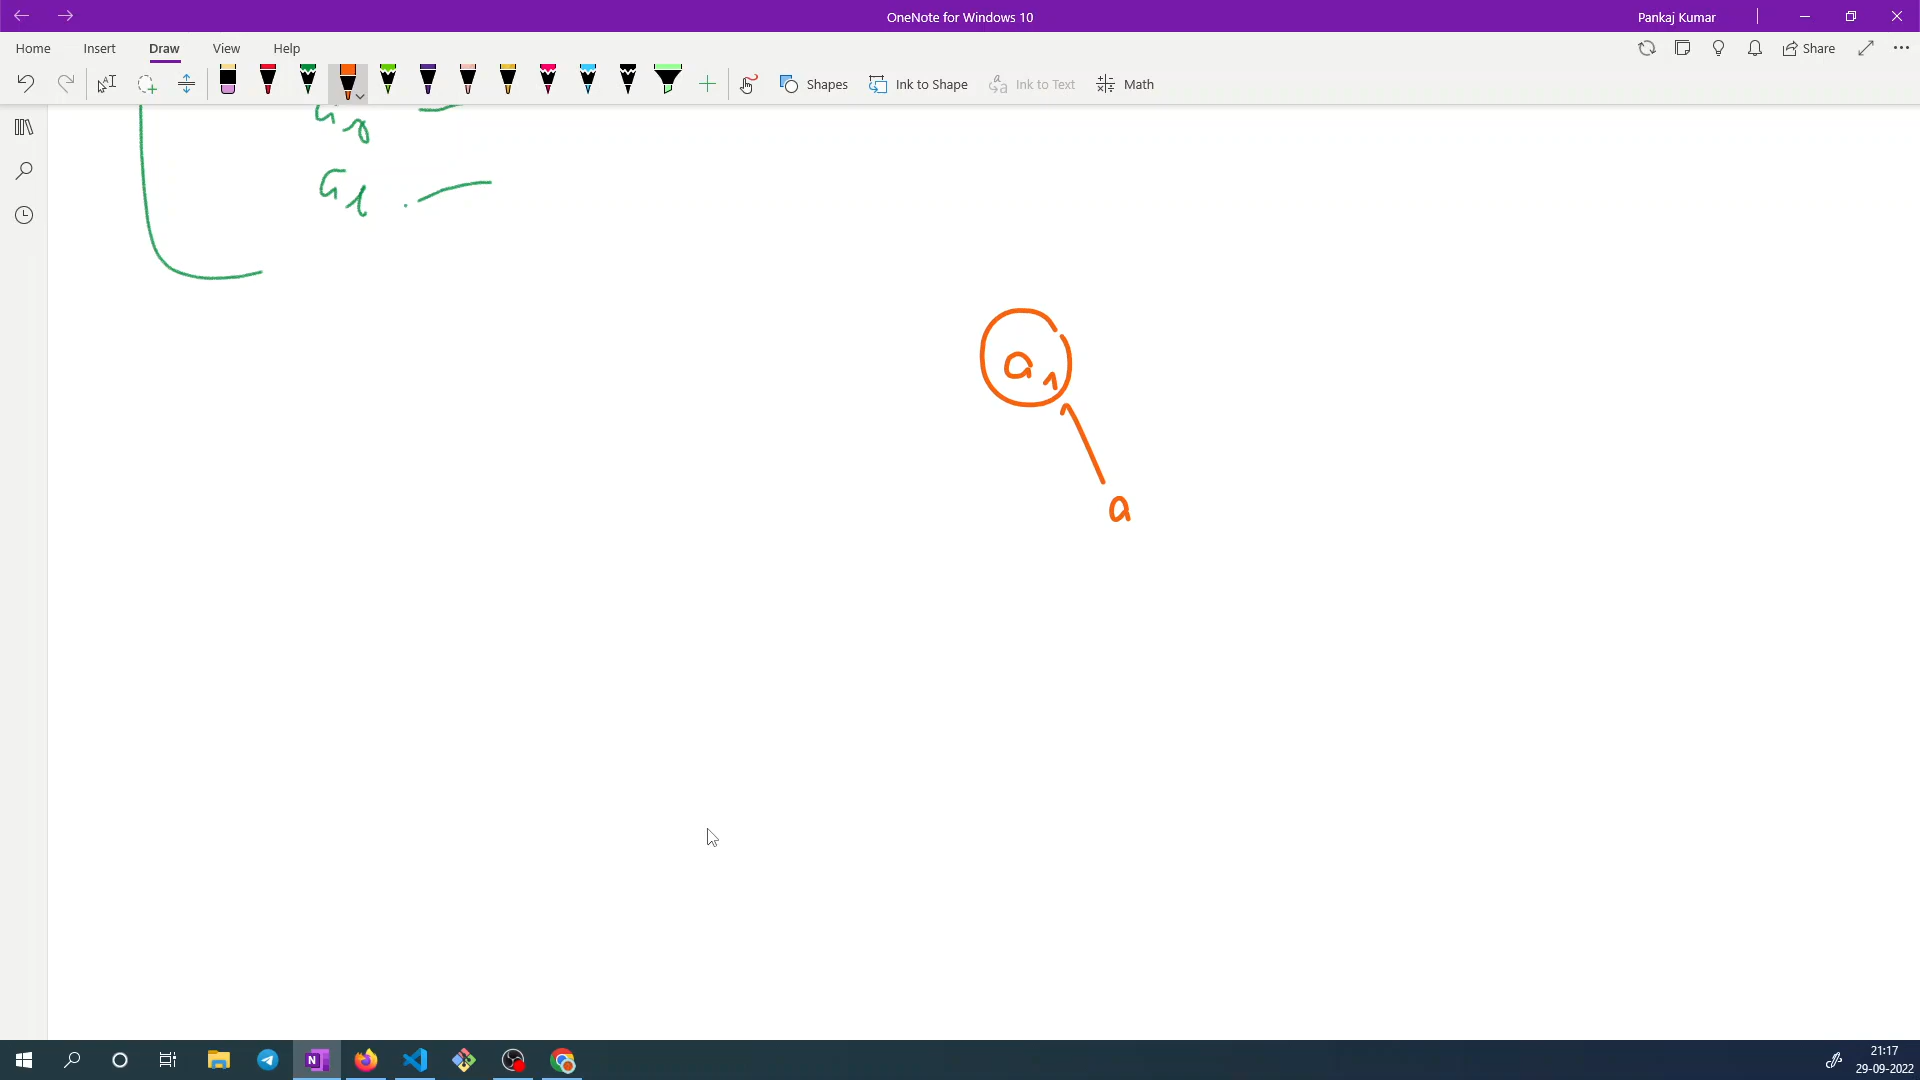 OneNote for Windows 10
Pankaj Kumar
Home Insert Draw View Help
Share
Shapes Ink to Shape Ink to Text Math
a1
a
21:17
29-09-2022